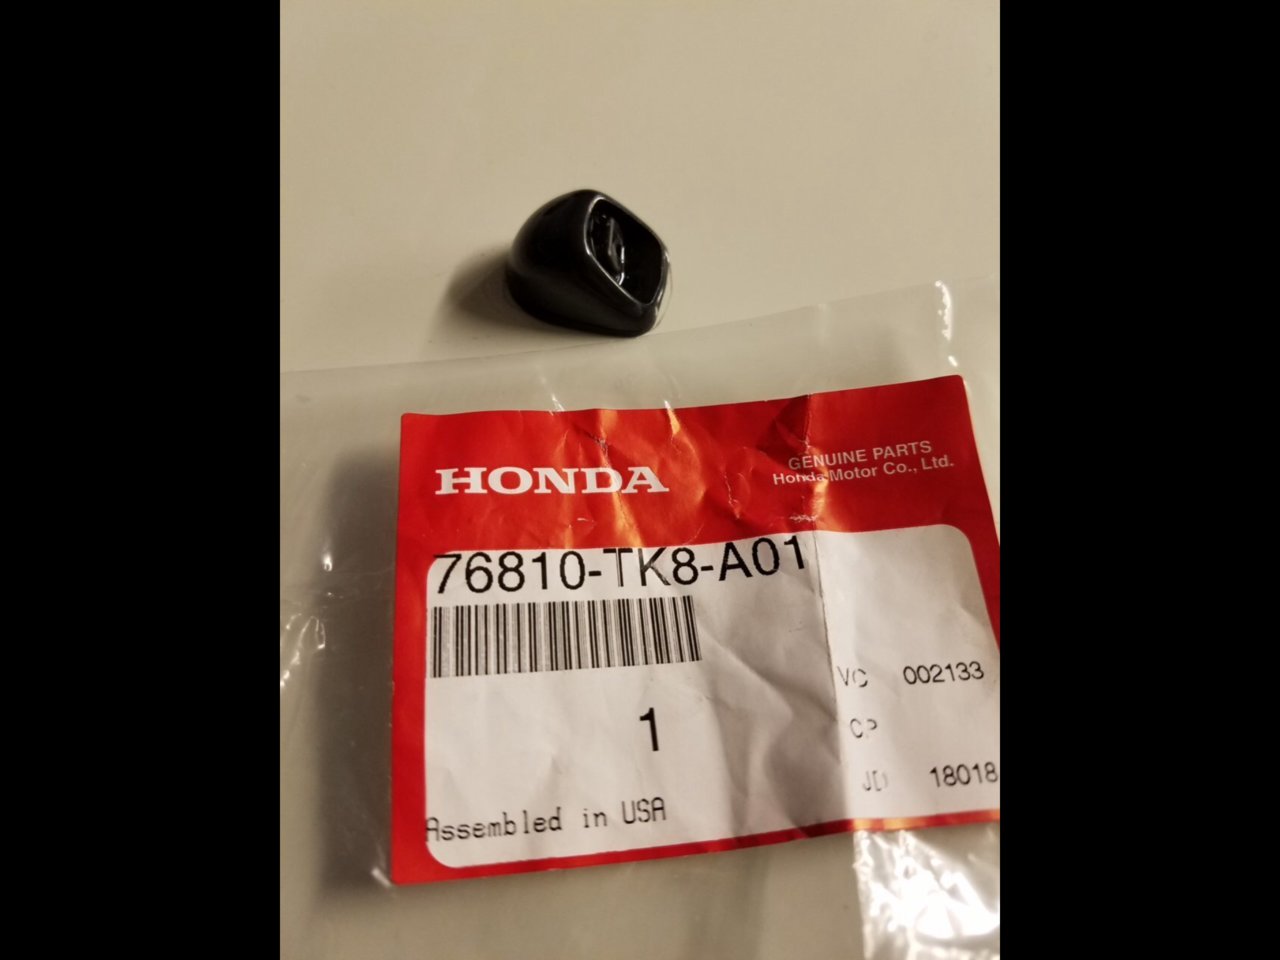 HONDA
GENUINE PARTS
Honda Motor Co., Ltd.
76810-TK8-A01
VC 002133
1
CP
JD 18018
Assembled in USA